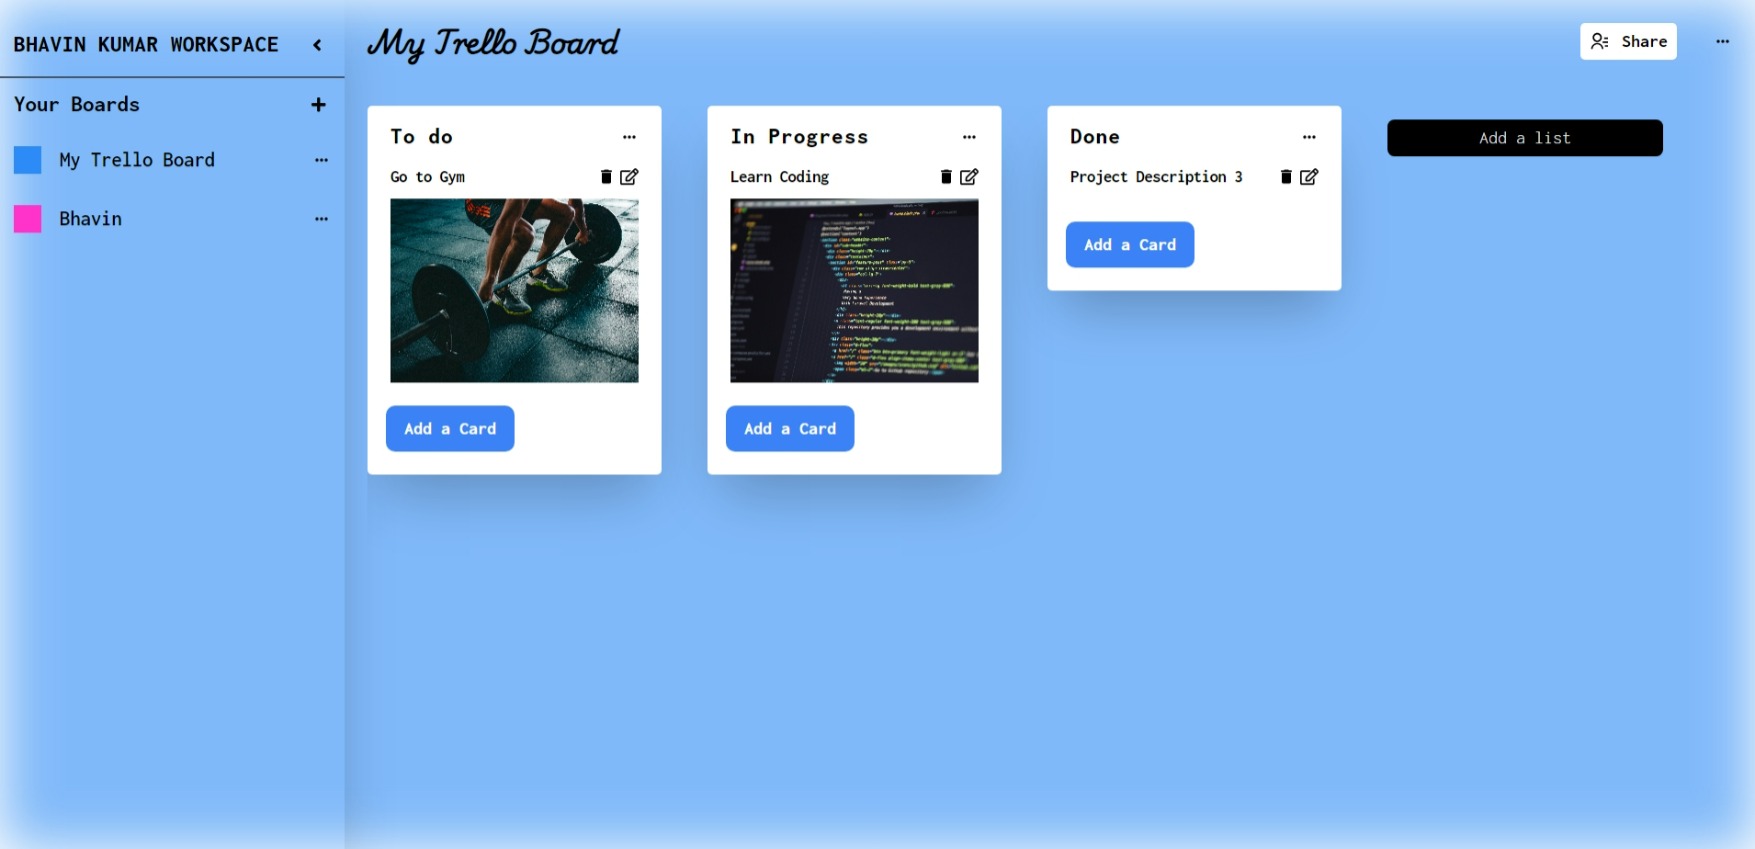 BHAVIN KUMAR WORKSPACE
Your Boards
My Trello Board
Bhavin
My Trello Board
Share
To do
Go to Gym
Add a Card
In Progress
Learn Coding
Add a Card
Done
Project Description 3
Add a Card
Add a list